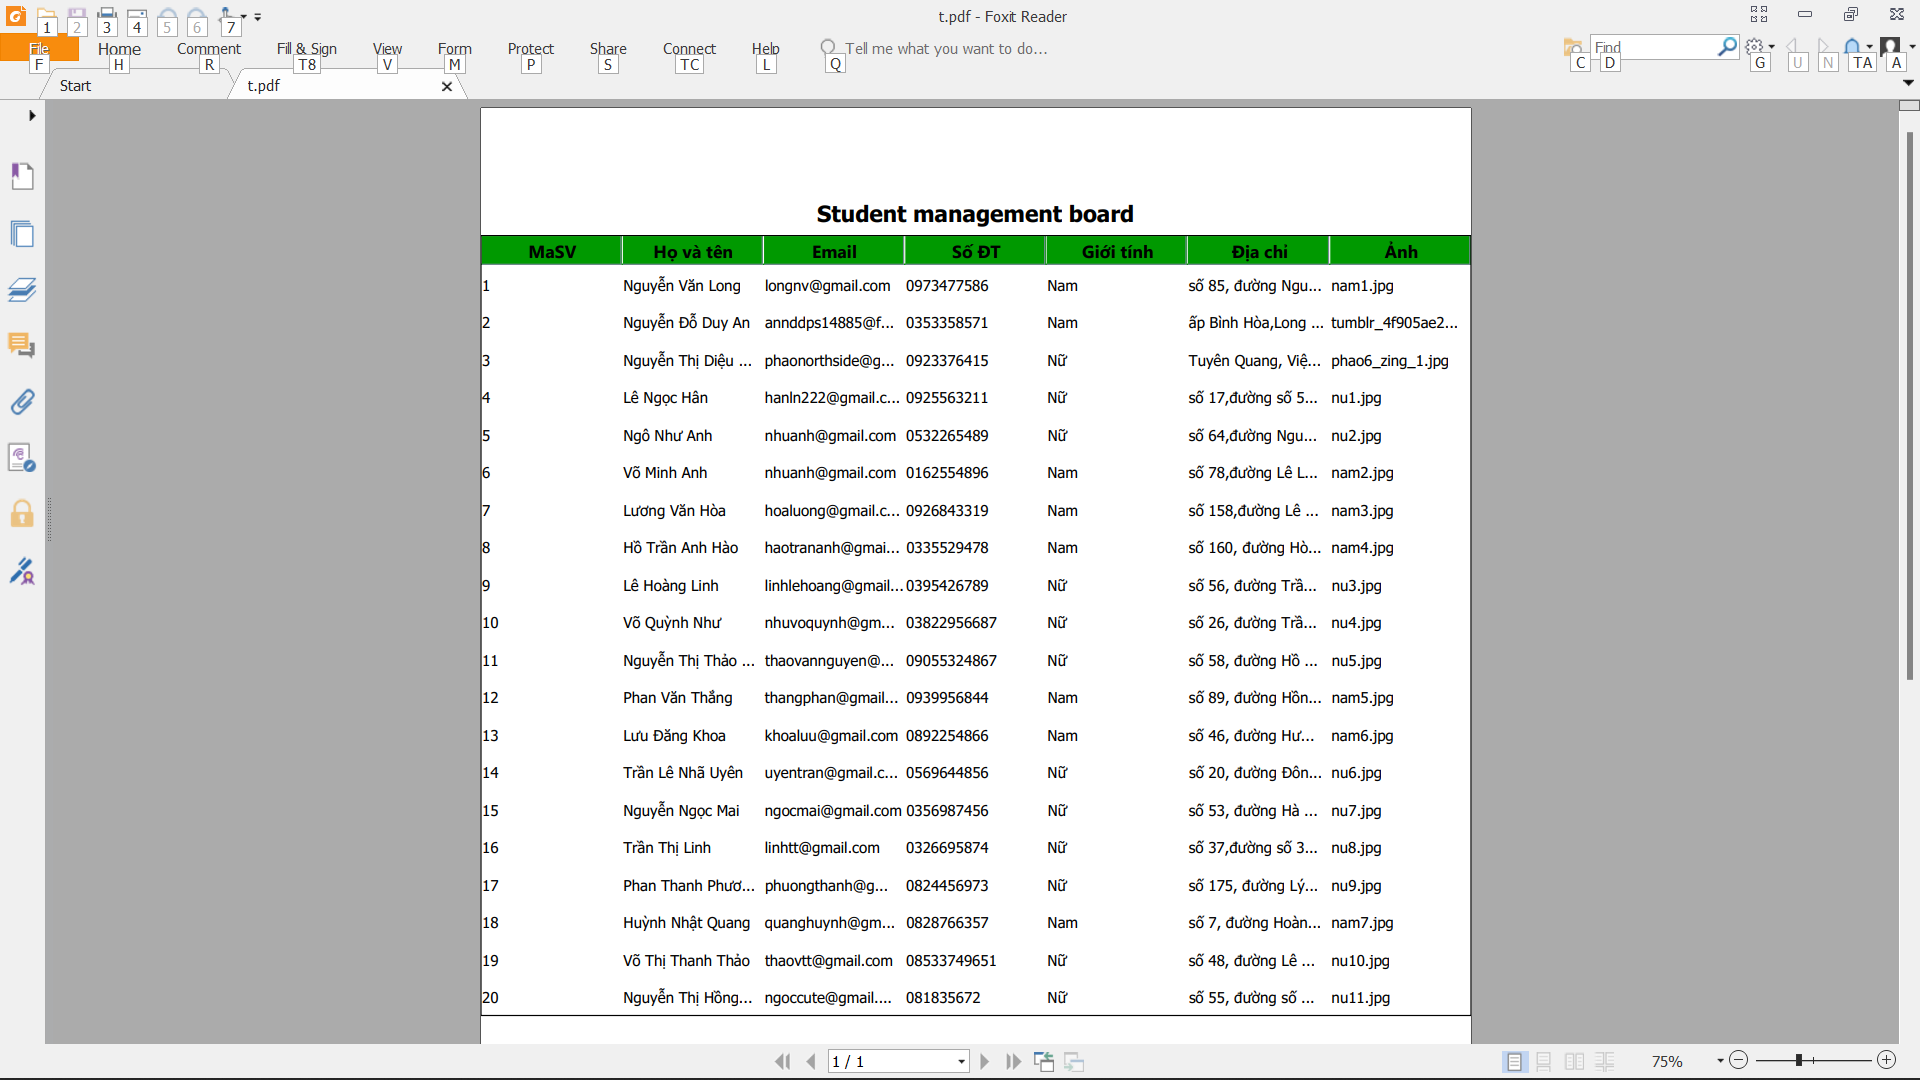 t.pdf - Foxit Reader
1 2 3 4 5 6 7
File Home Comment Fill & Sign View Form Protect Share Connect Help Tell me what you want to do... Find
F H R T8 V M P S TC L Q C D G U N TA A
Start t.pdf
Student management board
MaSV Họ và tên Email Số ĐT Giới tính Địa chỉ Ảnh
1 Nguyễn Văn Long longnv@gmail.com 0973477586 Nam số 85, đường Ngu... nam1.jpg
2 Nguyễn Đỗ Duy An annddps14885@f... 0353358571 Nam ấp Bình Hòa,Long ... tumblr_4f905ae2...
3 Nguyễn Thị Diệu ... phaonorthside@g... 0923376415 Nữ Tuyên Quang, Việ... phao6_zing_1.jpg
4 Lê Ngọc Hân hanln222@gmail.c... 0925563211 Nữ số 17,đường số 5... nu1.jpg
5 Ngô Như Anh nhuanh@gmail.com 0532265489 Nữ số 64,đường Ngu... nu2.jpg
6 Võ Minh Anh nhuanh@gmail.com 0162554896 Nam số 78,đường Lê L... nam2.jpg
7 Lương Văn Hòa hoaluong@gmail.c... 0926843319 Nam số 158,đường Lê ... nam3.jpg
8 Hồ Trần Anh Hào haotrananh@gmai... 0335529478 Nam số 160, đường Hò... nam4.jpg
9 Lê Hoàng Linh linhlehoang@gmail... 0395426789 Nữ số 56, đường Trầ... nu3.jpg
10 Võ Quỳnh Như nhuvoquynh@gm... 03822956687 Nữ số 26, đường Trầ... nu4.jpg
11 Nguyễn Thị Thảo ... thaovannguyen@... 09055324867 Nữ số 58, đường Hồ ... nu5.jpg
12 Phan Văn Thắng thangphan@gmail... 0939956844 Nam số 89, đường Hồn... nam5.jpg
13 Lưu Đăng Khoa khoaluu@gmail.com 0892254866 Nam số 46, đường Hư... nam6.jpg
14 Trần Lê Nhã Uyên uyentran@gmail.c... 0569644856 Nữ số 20, đường Đôn... nu6.jpg
15 Nguyễn Ngọc Mai ngocmai@gmail.com 0356987456 Nữ số 53, đường Hà ... nu7.jpg
16 Trần Thị Linh linhtt@gmail.com 0326695874 Nữ số 37,đường số 3... nu8.jpg
17 Phan Thanh Phươ... phuongthanh@g... 0824456973 Nữ số 175, đường Lý... nu9.jpg
18 Huỳnh Nhật Quang quanghuynh@gm... 0828766357 Nam số 7, đường Hoàn... nam7.jpg
19 Võ Thị Thanh Thảo thaovtt@gmail.com 08533749651 Nữ số 48, đường Lê ... nu10.jpg
20 Nguyễn Thị Hồng... ngoccute@gmail.... 081835672 Nữ số 55, đường số ... nu11.jpg
1 / 1 75%